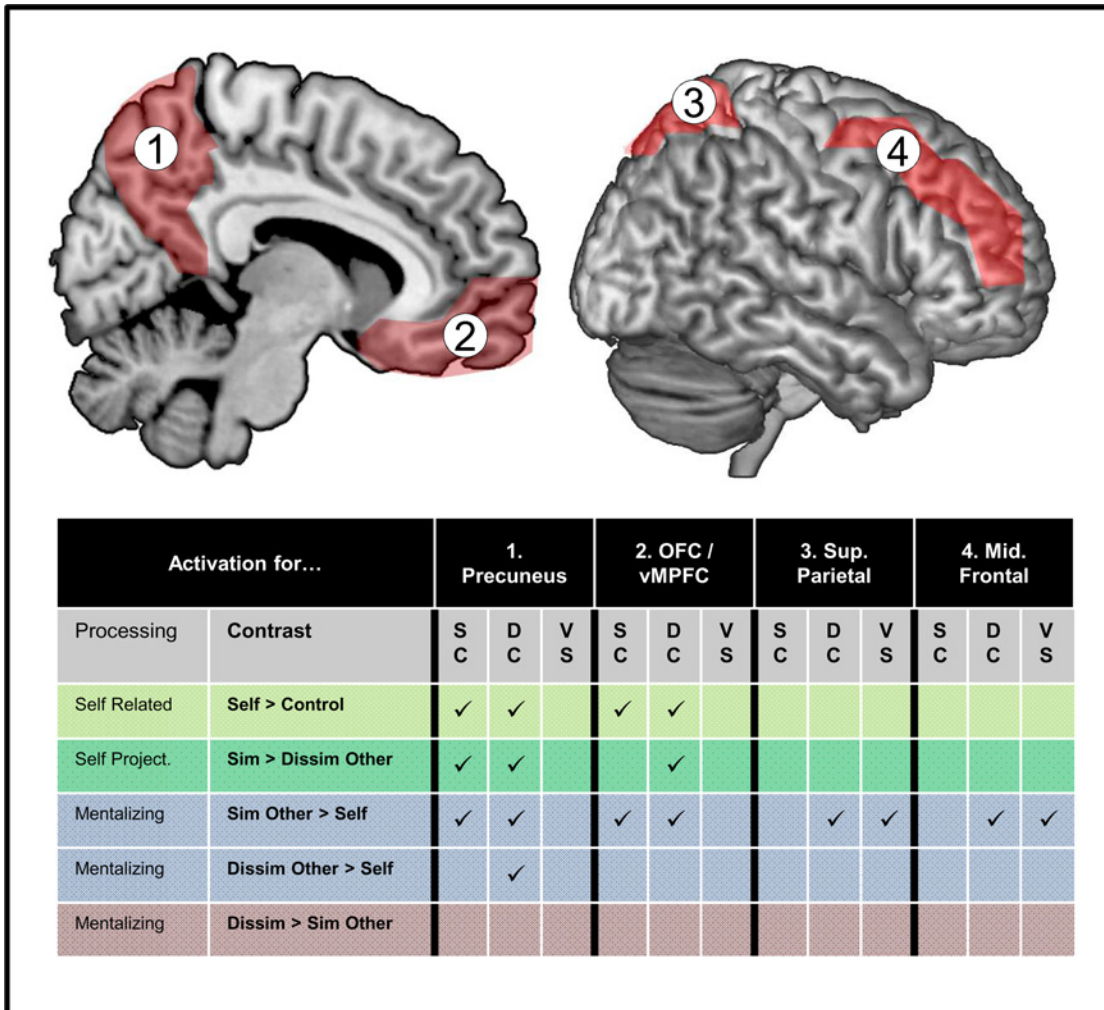 1
2
3
4
Activation for…
1.
Precuneus
2. OFC /
vMPFC
3. Sup.
Parietal
4. Mid.
Frontal
Processing Contrast S D V S D V S D V S D V
C C S C C S C C S C C S
Self Related Self > Control ✓ ✓ ✓ ✓
Self Project. Sim > Dissim Other ✓ ✓ ✓
Mentalizing Sim Other > Self ✓ ✓ ✓ ✓ ✓ ✓ ✓ ✓
Mentalizing Dissim Other > Self ✓
Mentalizing Dissim > Sim Other